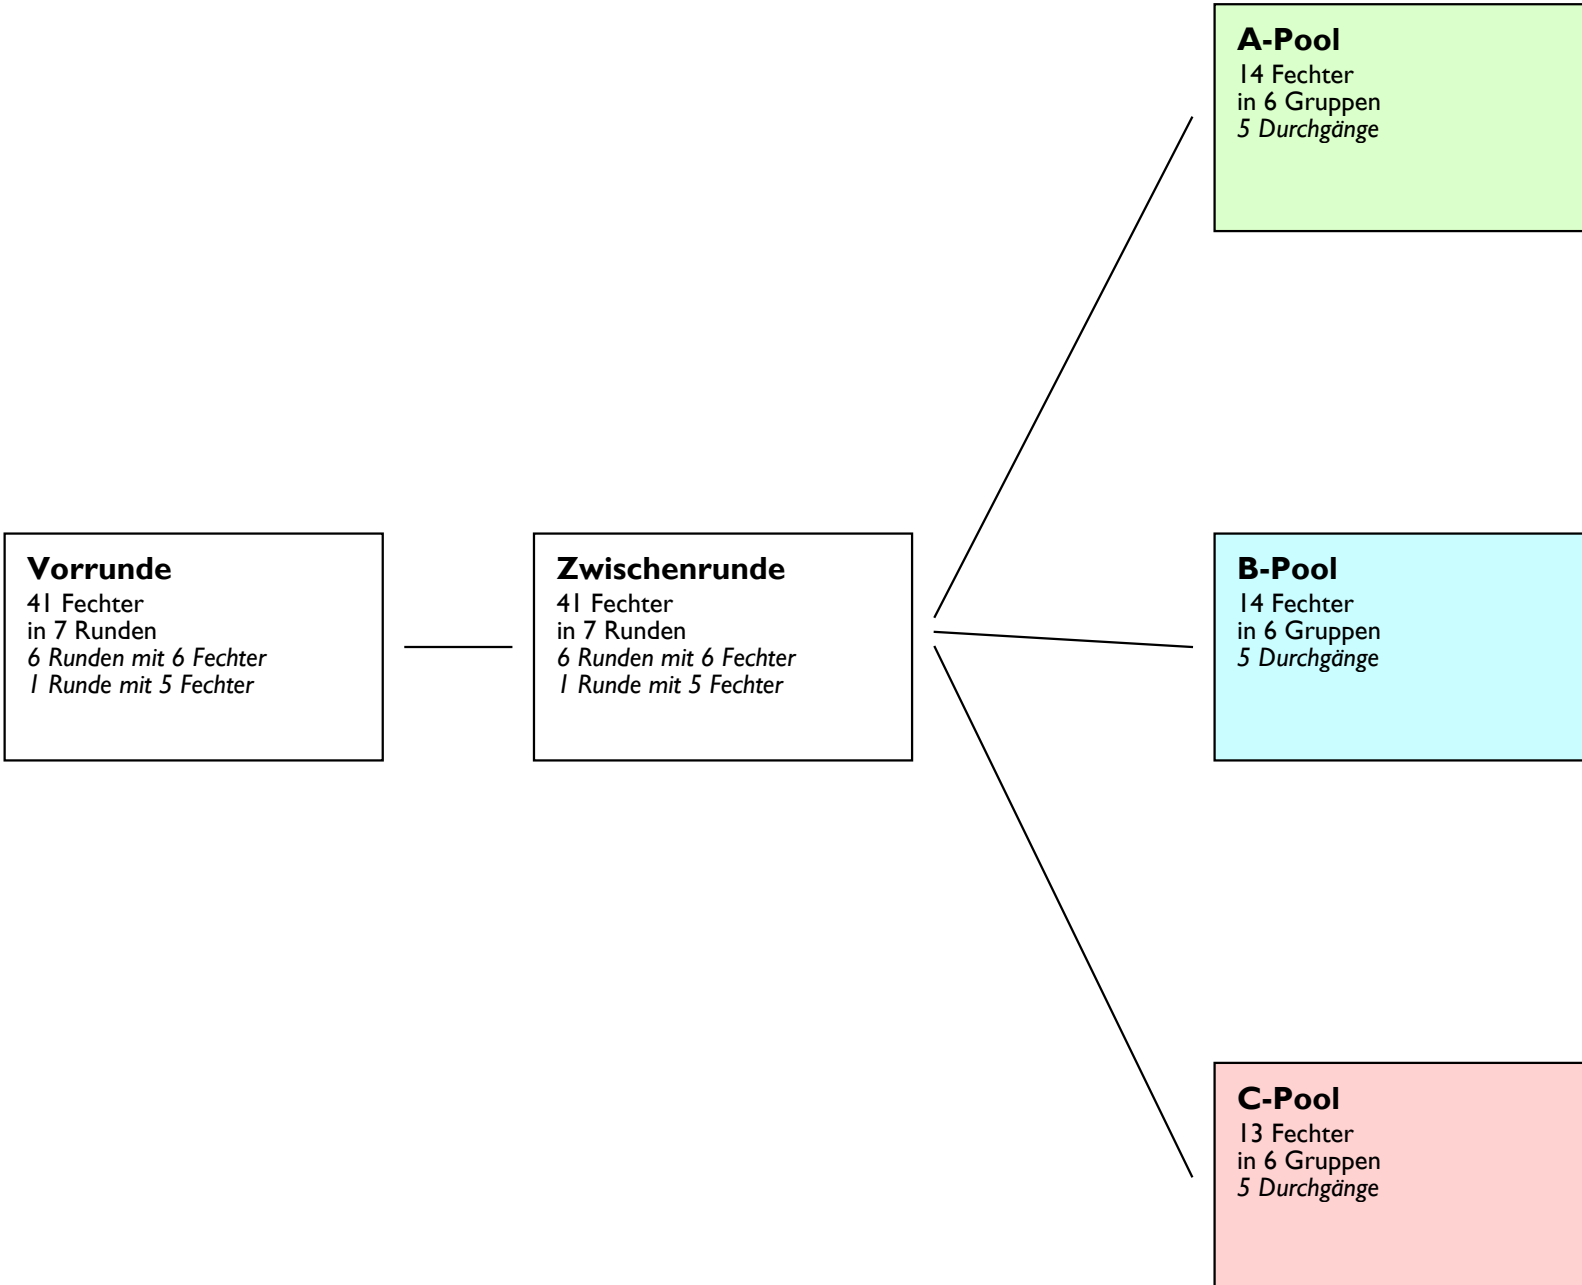 A-Pool
14 Fechter
in 6 Gruppen
5 Durchgänge
Vorrunde
41 Fechter
in 7 Runden
6 Runden mit 6 Fechter
1 Runde mit 5 Fechter
Zwischenrunde
41 Fechter
in 7 Runden
6 Runden mit 6 Fechter
1 Runde mit 5 Fechter
B-Pool
14 Fechter
in 6 Gruppen
5 Durchgänge
C-Pool
13 Fechter
in 6 Gruppen
5 Durchgänge